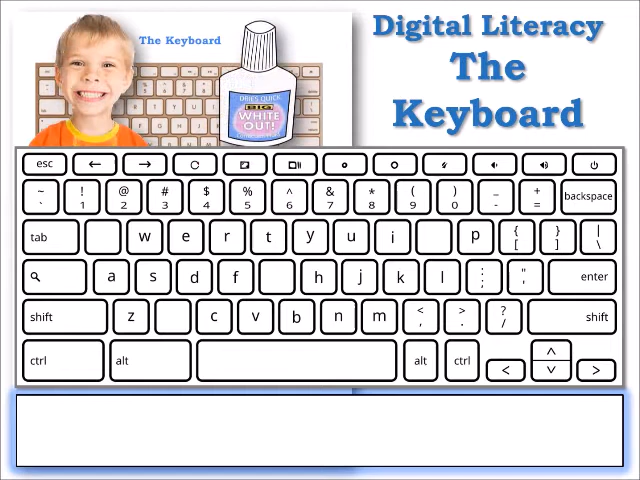 Digital Literacy
The
Keyboard
The Keyboard
DRIES QUICK
BIG
WHITE
OUT!
esc ← →
~ ! @ # $ % ^ & * ( ) _ +
` 1 2 3 4 5 6 7 8 9 0 - = backspace
tab w e r t y u i p { } |
[ ] \
a s d f h j k l : " enter
; '
shift z c v b n m < > ? shift
, . /
ctrl alt alt ctrl < ^ v >